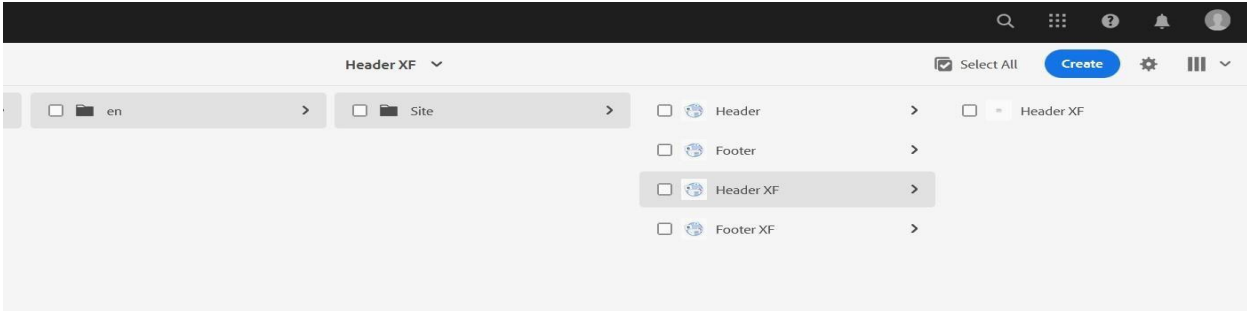 Header XF
Select All
Create
en
Site
Header
Header XF
Footer
Header XF
Footer XF